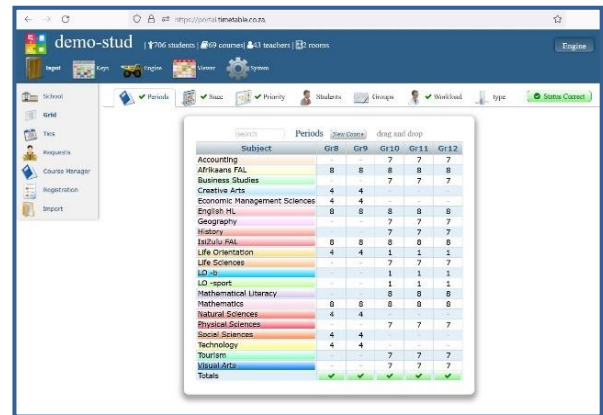 https://portal.timetable.co.za
demo-stud | 706 students | 69 courses | 43 teachers | 2 rooms
Engine
Input Keys Engine Viewer System
School
Grid
Ties
Requests
Course Manager
Registration
Import
Periods Priority Students Groups Workload type Status Correct
search Periods New Course drag and drop
Subject Gr8 Gr9 Gr10 Gr11 Gr12
Accounting - - 7 7 7
Afrikaans FAL 8 8 8 8 8
Business Studies - - 7 7 7
Creative Arts 4 4 - - -
Economic Management Sciences 4 4 - - -
English HL 8 8 8 8 8
Geography - - 7 7 7
History - - 7 7 7
IsiZulu FAL 8 8 8 8 8
Life Orientation 4 4 1 1 1
Life Sciences - - 7 7 7
LO -b - - 1 1 1
LO -sport - - 1 1 1
Mathematical Literacy - - 8 8 8
Mathematics 8 8 8 8 8
Natural Sciences 4 4 - - -
Physical Sciences - - 7 7 7
Social Sciences 4 4 - - -
Technology 4 4 - - -
Tourism - - 7 7 7
Visual Arts - - 7 7 7
Totals